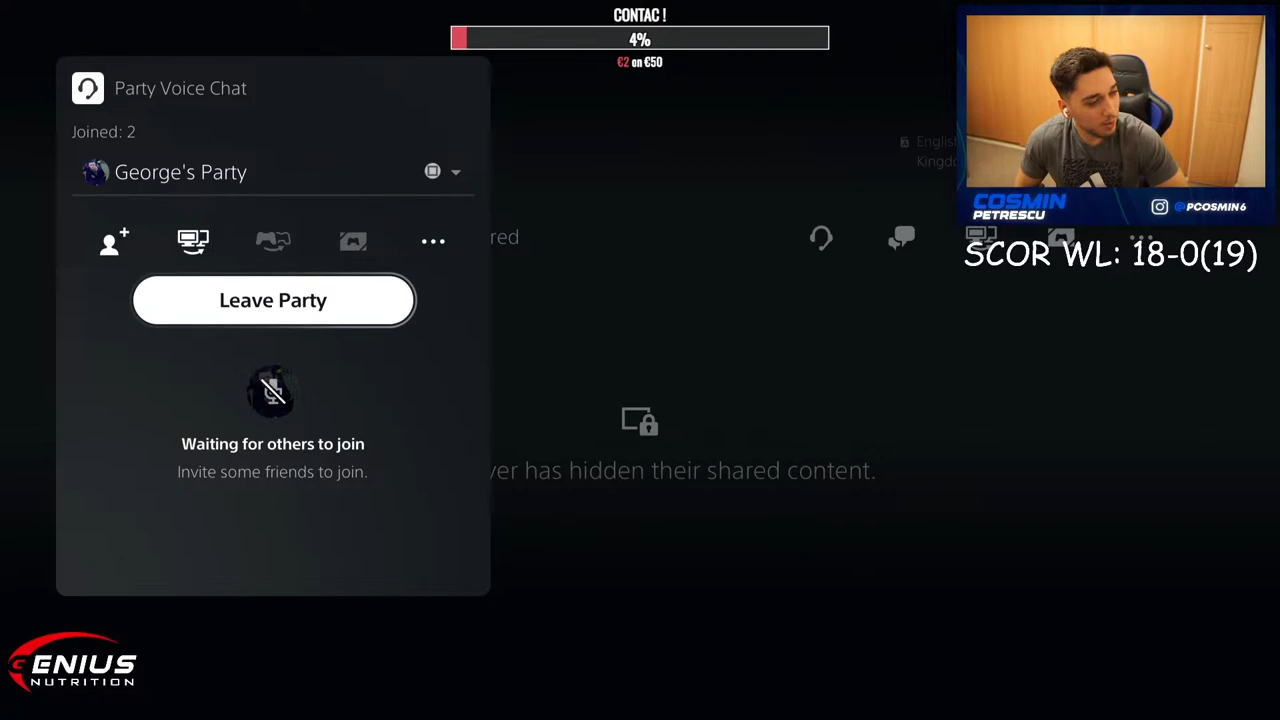 CONTAC !
4%
€2 on €50
Party Voice Chat
Joined: 2
George's Party
Leave Party
Waiting for others to join
Invite some friends to join.
English
red
ver has hidden their shared content.
COSMIN
PETRESCU
@PCOSMIN6
SCOR WL: 18-0(19)
GENIUS
NUTRITION